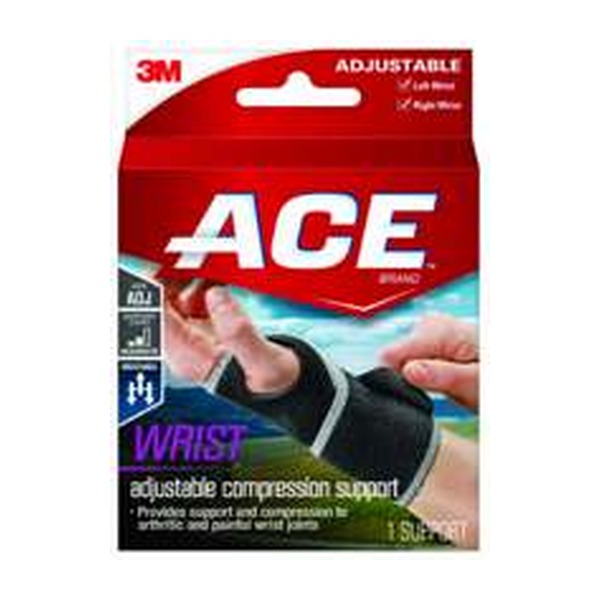 3M
ADJUSTABLE
Left Wrist
Right Wrist
ACE
BRAND
ADJ
MODERATE
WRIST
adjustable compression support
• Provides support and compression to
arthritic and painful wrist joints
1 SUPPORT